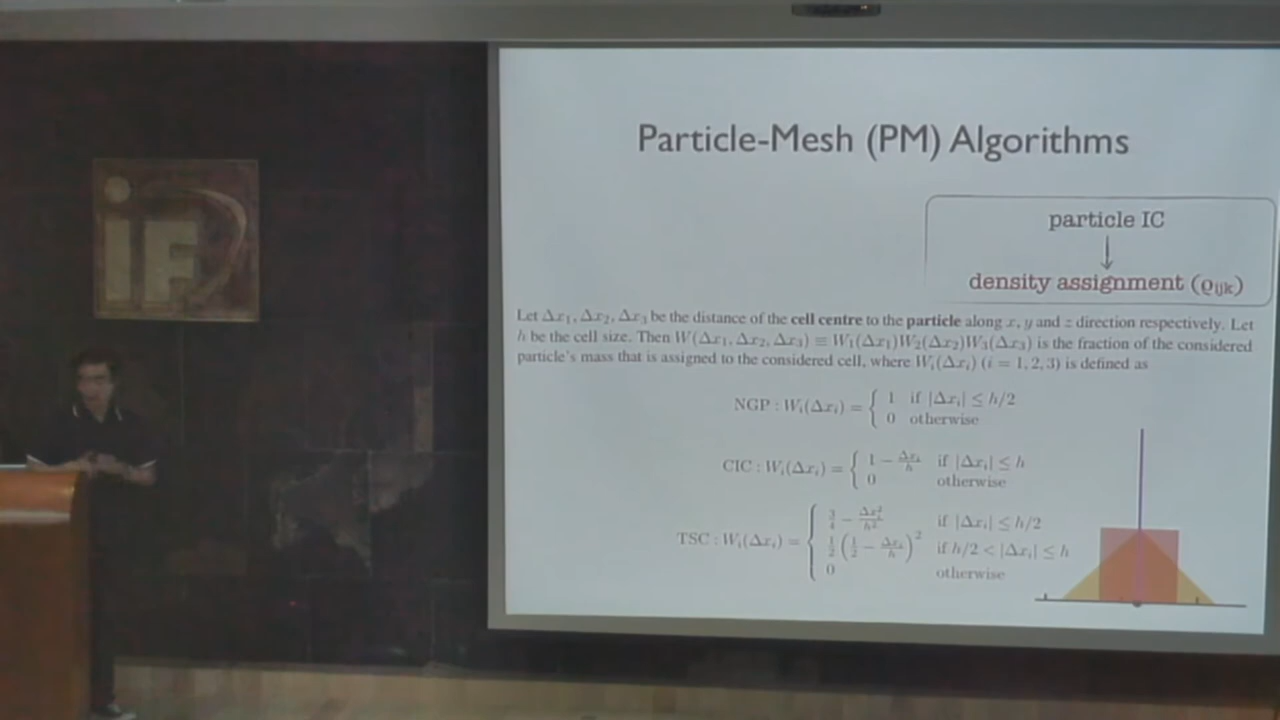 iF
Particle-Mesh (PM) Algorithms
particle IC
↓
density assignment (ϱijk)
Let Δx₁, Δx₂, Δx₃ be the distance of the cell centre to the particle along x, y and z direction respectively. Let
h be the cell size. Then W(Δx₁, Δx₂, Δx₃) ≡ W₁(Δx₁)W₂(Δx₂)W₃(Δx₃) is the fraction of the considered
particle's mass that is assigned to the considered cell, where Wᵢ(Δxᵢ) (i = 1, 2, 3) is defined as
NGP : Wᵢ(Δxᵢ) = { 1 if |Δxᵢ| ≤ h/2
0 otherwise
CIC : Wᵢ(Δxᵢ) = { 1 − Δxᵢ/h if |Δxᵢ| ≤ h
0 otherwise
TSC : Wᵢ(Δxᵢ) = { 3/4 − Δxᵢ²/h² if |Δxᵢ| ≤ h/2
1/2 (1/2 − Δxᵢ/h)² if h/2 < |Δxᵢ| ≤ h
0 otherwise